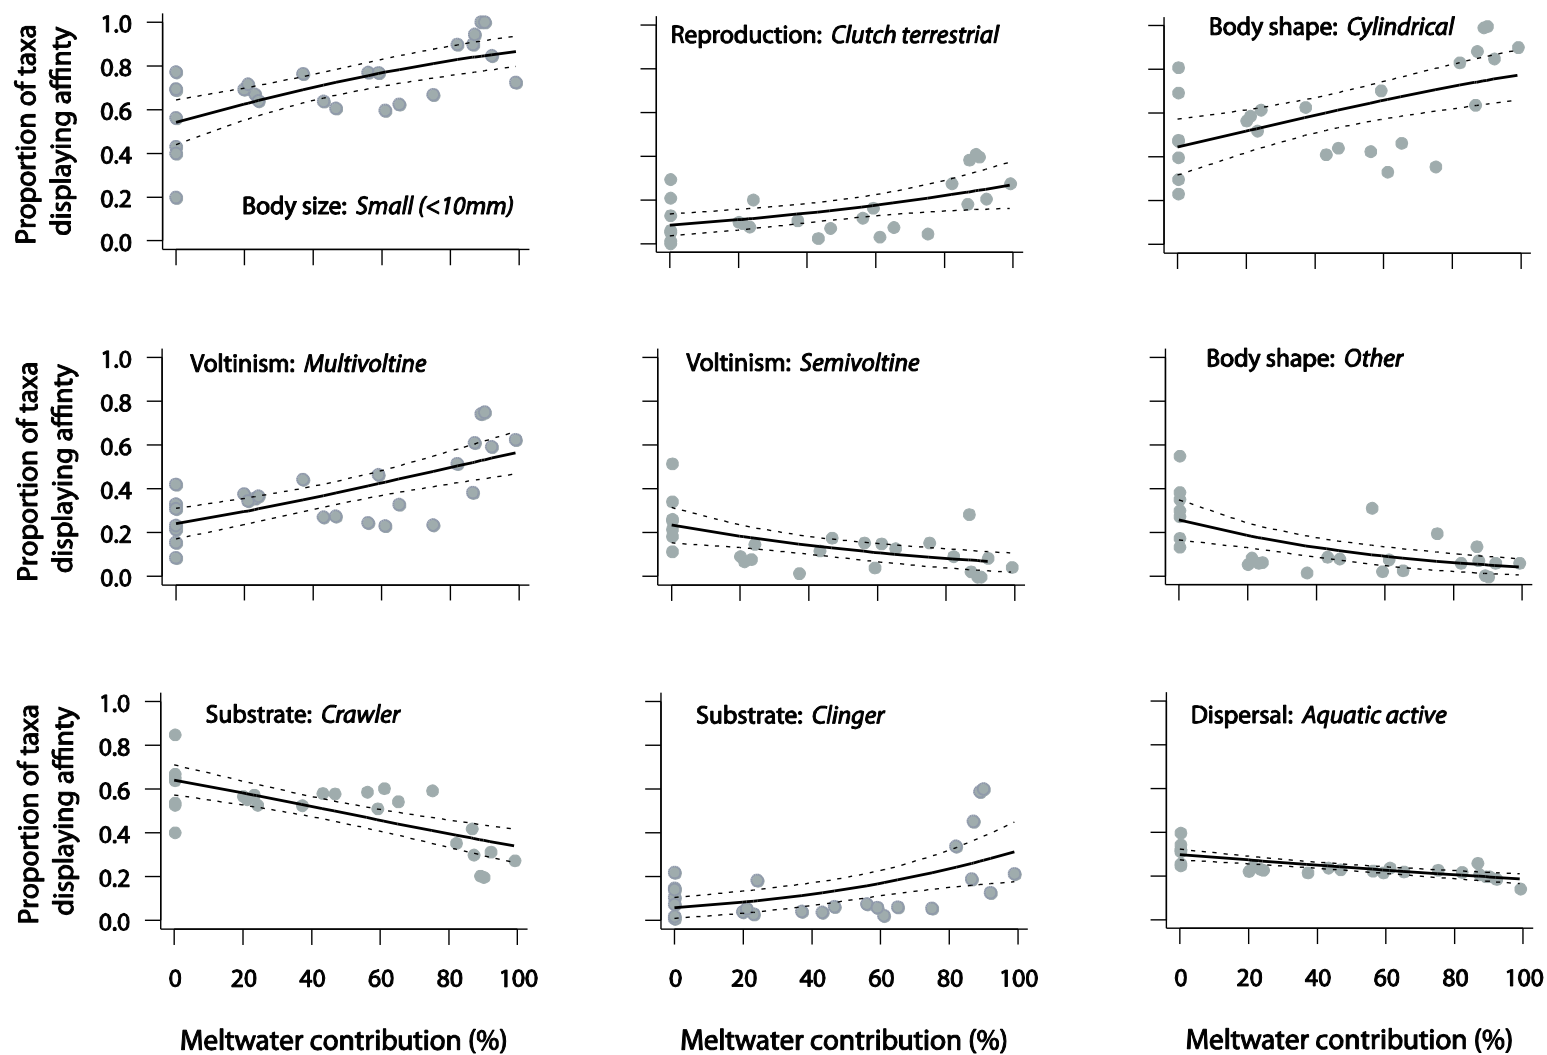 Proportion of taxa
displaying affinty
1.0
0.8
0.6
0.4
0.2
0.0
Body size: Small (<10mm)
Reproduction: Clutch terrestrial
Body shape: Cylindrical
Proportion of taxa
displaying affinty
1.0
0.8
0.6
0.4
0.2
0.0
Voltinism: Multivoltine
Voltinism: Semivoltine
Body shape: Other
Proportion of taxa
displaying affinty
1.0
0.8
0.6
0.4
0.2
0.0
Substrate: Crawler
Substrate: Clinger
Dispersal: Aquatic active
0 20 40 60 80 100
0 20 40 60 80 100
0 20 40 60 80 100
Meltwater contribution (%)
Meltwater contribution (%)
Meltwater contribution (%)